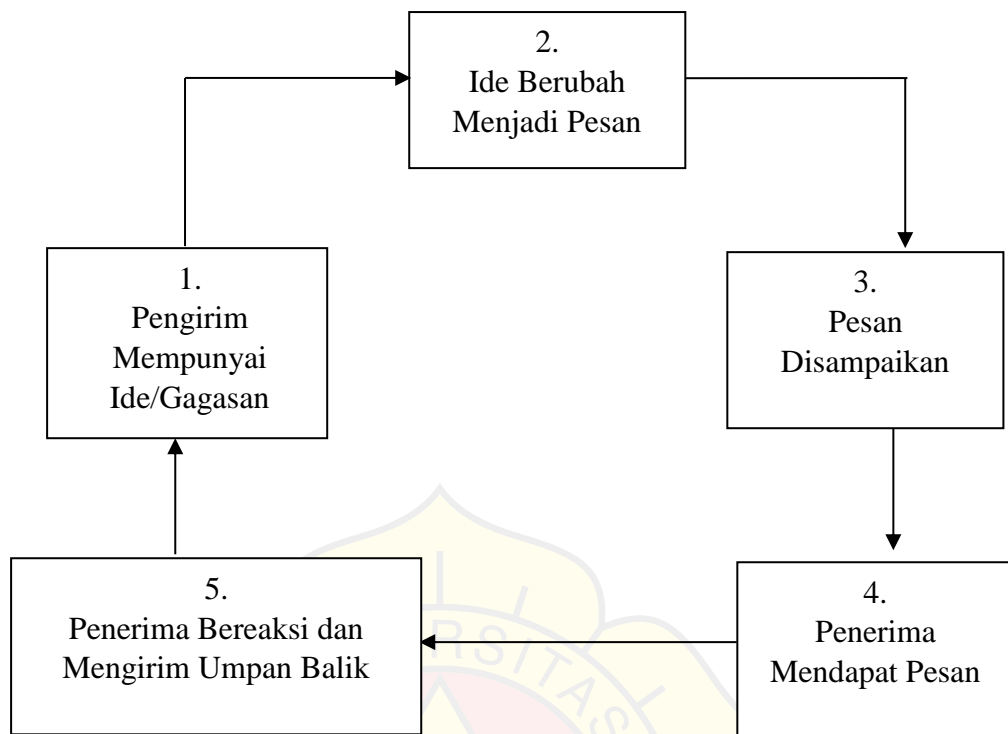 1.
Pengirim
Mempunyai
Ide/Gagasan
2.
Ide Berubah
Menjadi Pesan
3.
Pesan
Disampaikan
4.
Penerima
Mendapat Pesan
5.
Penerima Bereaksi dan
Mengirim Umpan Balik
RSITAS